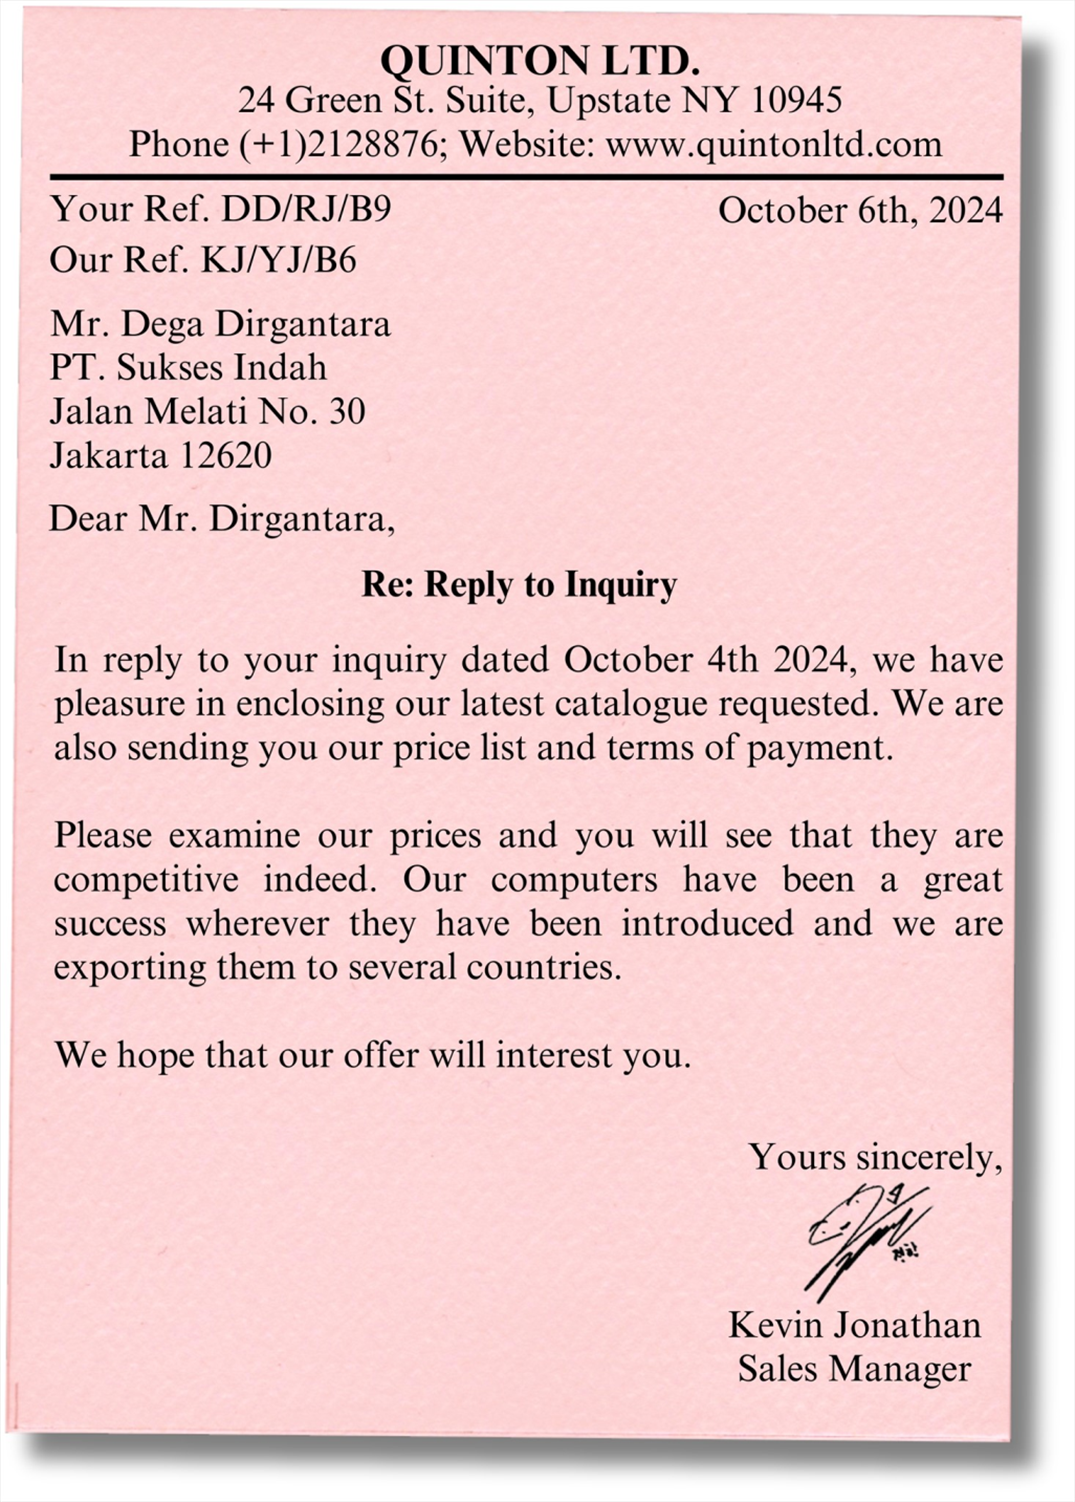 QUINTON LTD.
24 Green St. Suite, Upstate NY 10945
Phone (+1)2128876; Website: www.quintonltd.com
Your Ref. DD/RJ/B9
October 6th, 2024
Our Ref. KJ/YJ/B6
Mr. Dega Dirgantara
PT. Sukses Indah
Jalan Melati No. 30
Jakarta 12620
Dear Mr. Dirgantara,
Re: Reply to Inquiry
In reply to your inquiry dated October 4th 2024, we have
pleasure in enclosing our latest catalogue requested. We are
also sending you our price list and terms of payment.
Please examine our prices and you will see that they are
competitive indeed. Our computers have been a great
success wherever they have been introduced and we are
exporting them to several countries.
We hope that our offer will interest you.
Yours sincerely,
Kevin Jonathan
Sales Manager